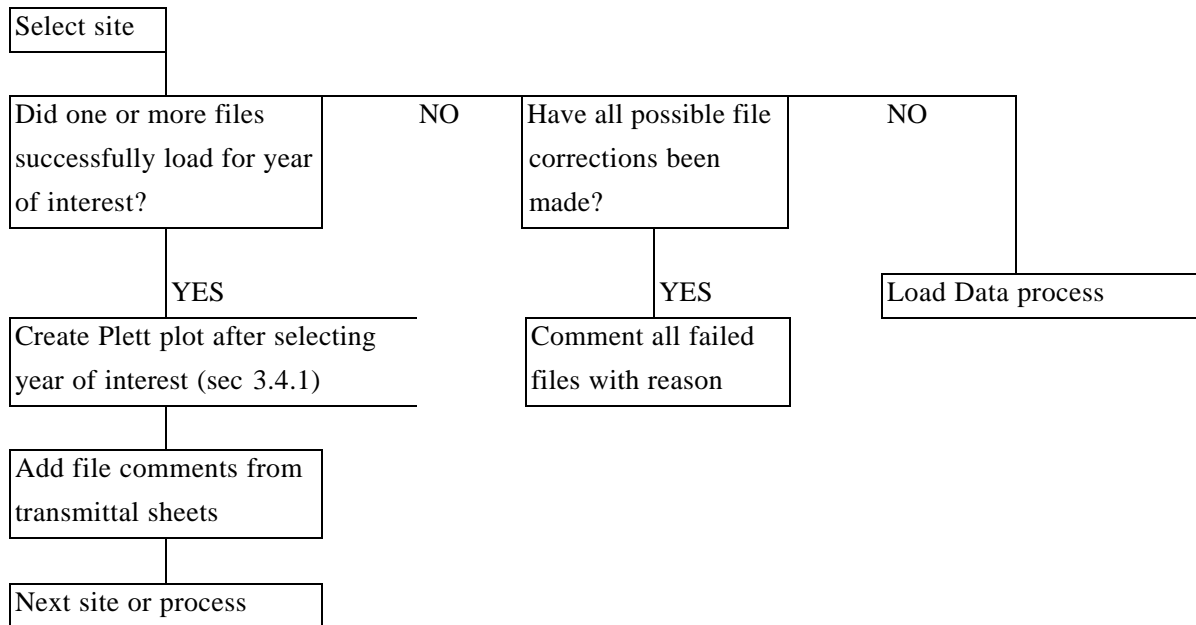 Select site
Did one or more files
successfully load for year
of interest?
NO
Have all possible file
corrections been
made?
NO
YES
YES
Load Data process
Create Plett plot after selecting
year of interest (sec 3.4.1)
Comment all failed
files with reason
Add file comments from
transmittal sheets
Next site or process